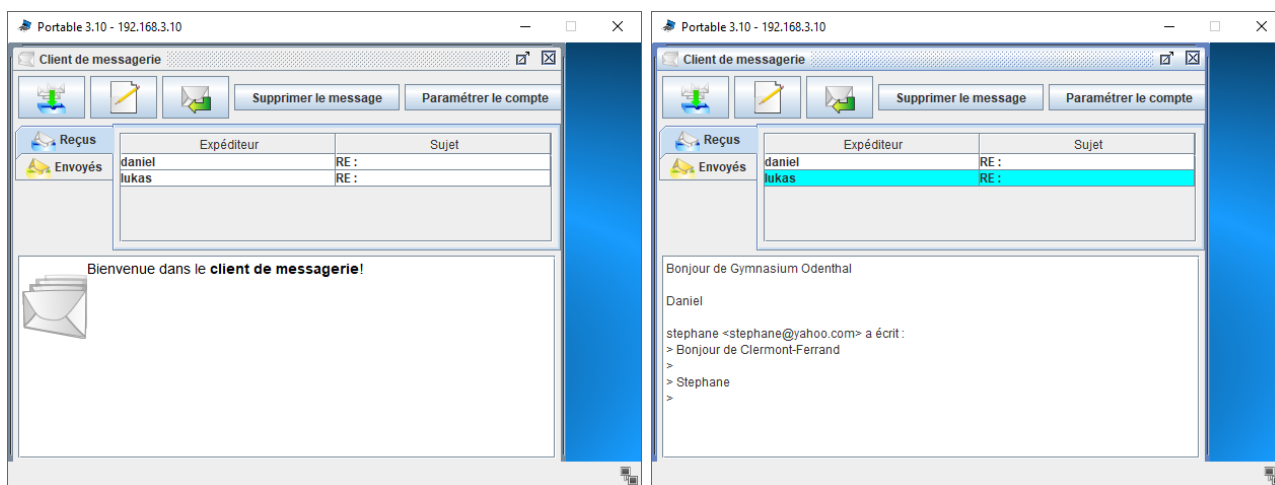 Portable 3.10 - 192.168.3.10
Client de messagerie
Supprimer le message Paramétrer le compte
Reçus
Envoyés
Expéditeur Sujet
daniel RE :
lukas RE :
Bienvenue dans le client de messagerie!
Portable 3.10 - 192.168.3.10
Client de messagerie
Supprimer le message Paramétrer le compte
Reçus
Envoyés
Expéditeur Sujet
daniel RE :
lukas RE :
Bonjour de Gymnasium Odenthal
Daniel
stephane <stephane@yahoo.com> a écrit :
> Bonjour de Clermont-Ferrand
>
> Stephane
>